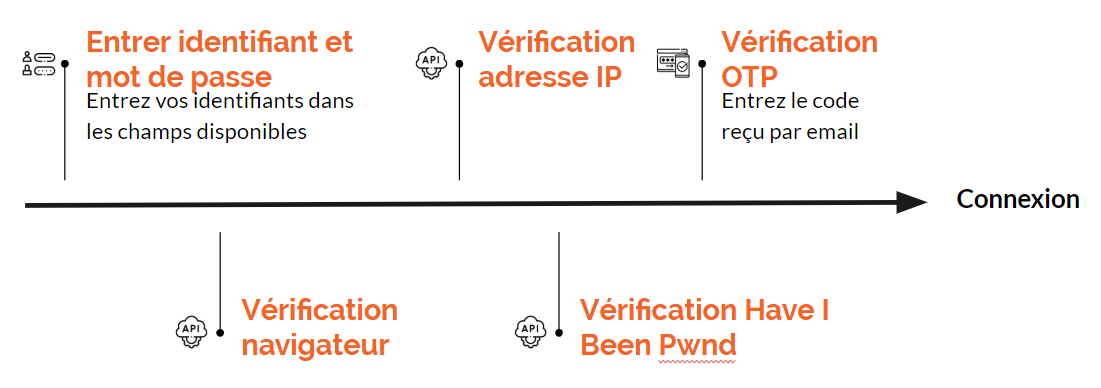 Entrer identifiant et
mot de passe
Entrez vos identifiants dans
les champs disponibles
API
Vérification
adresse IP
Vérification
OTP
Entrez le code
reçu par email
Connexion
API
Vérification
navigateur
API
Vérification Have I
Been Pwnd